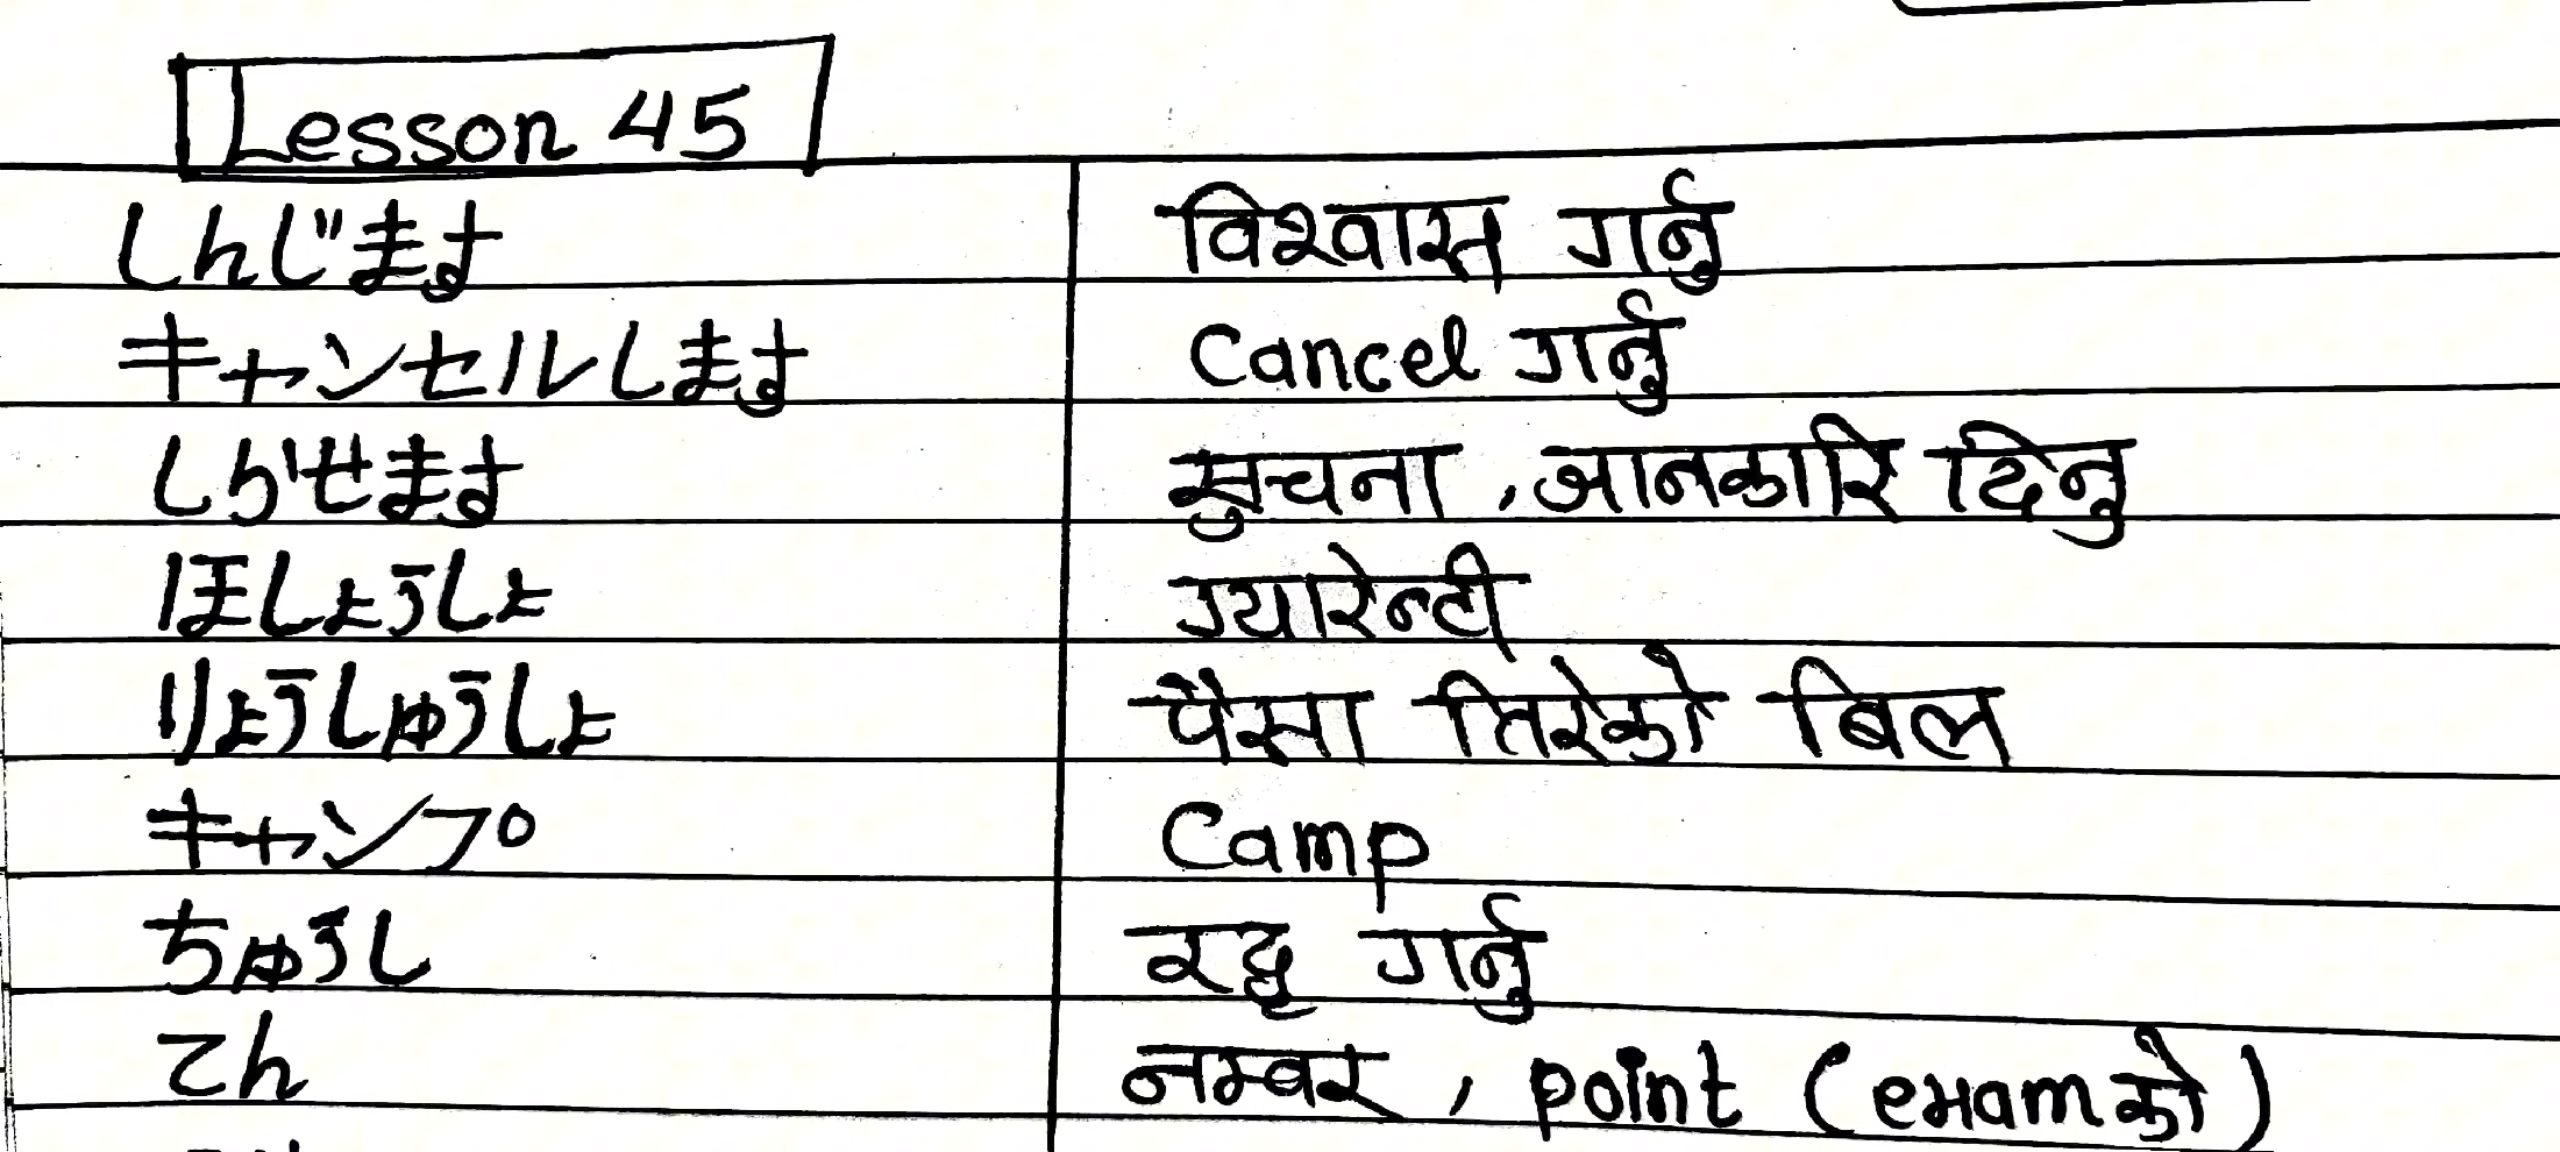 Lesson 45
しんじます विश्वास गर्नु
キャンセルします Cancel गर्नु
しらせます सुचना , जानकारि दिनु
ほしょうしょ ग्यारेन्टी
りょうしゅうしょ पैसा तिरेको बिल
キャンプ Camp
ちゅうし रद्द गर्नु
てん नम्बर , point (examको)